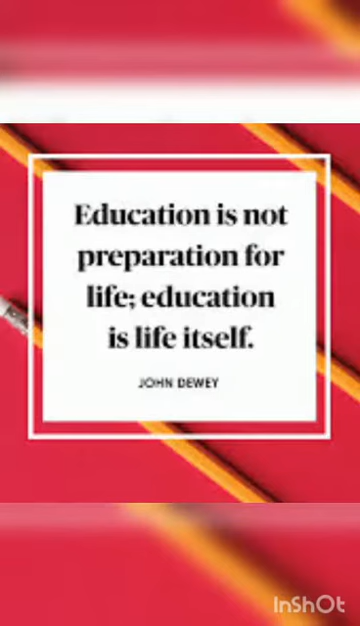 Education is not
preparation for
life; education
is life itself.
JOHN DEWEY
InShOt